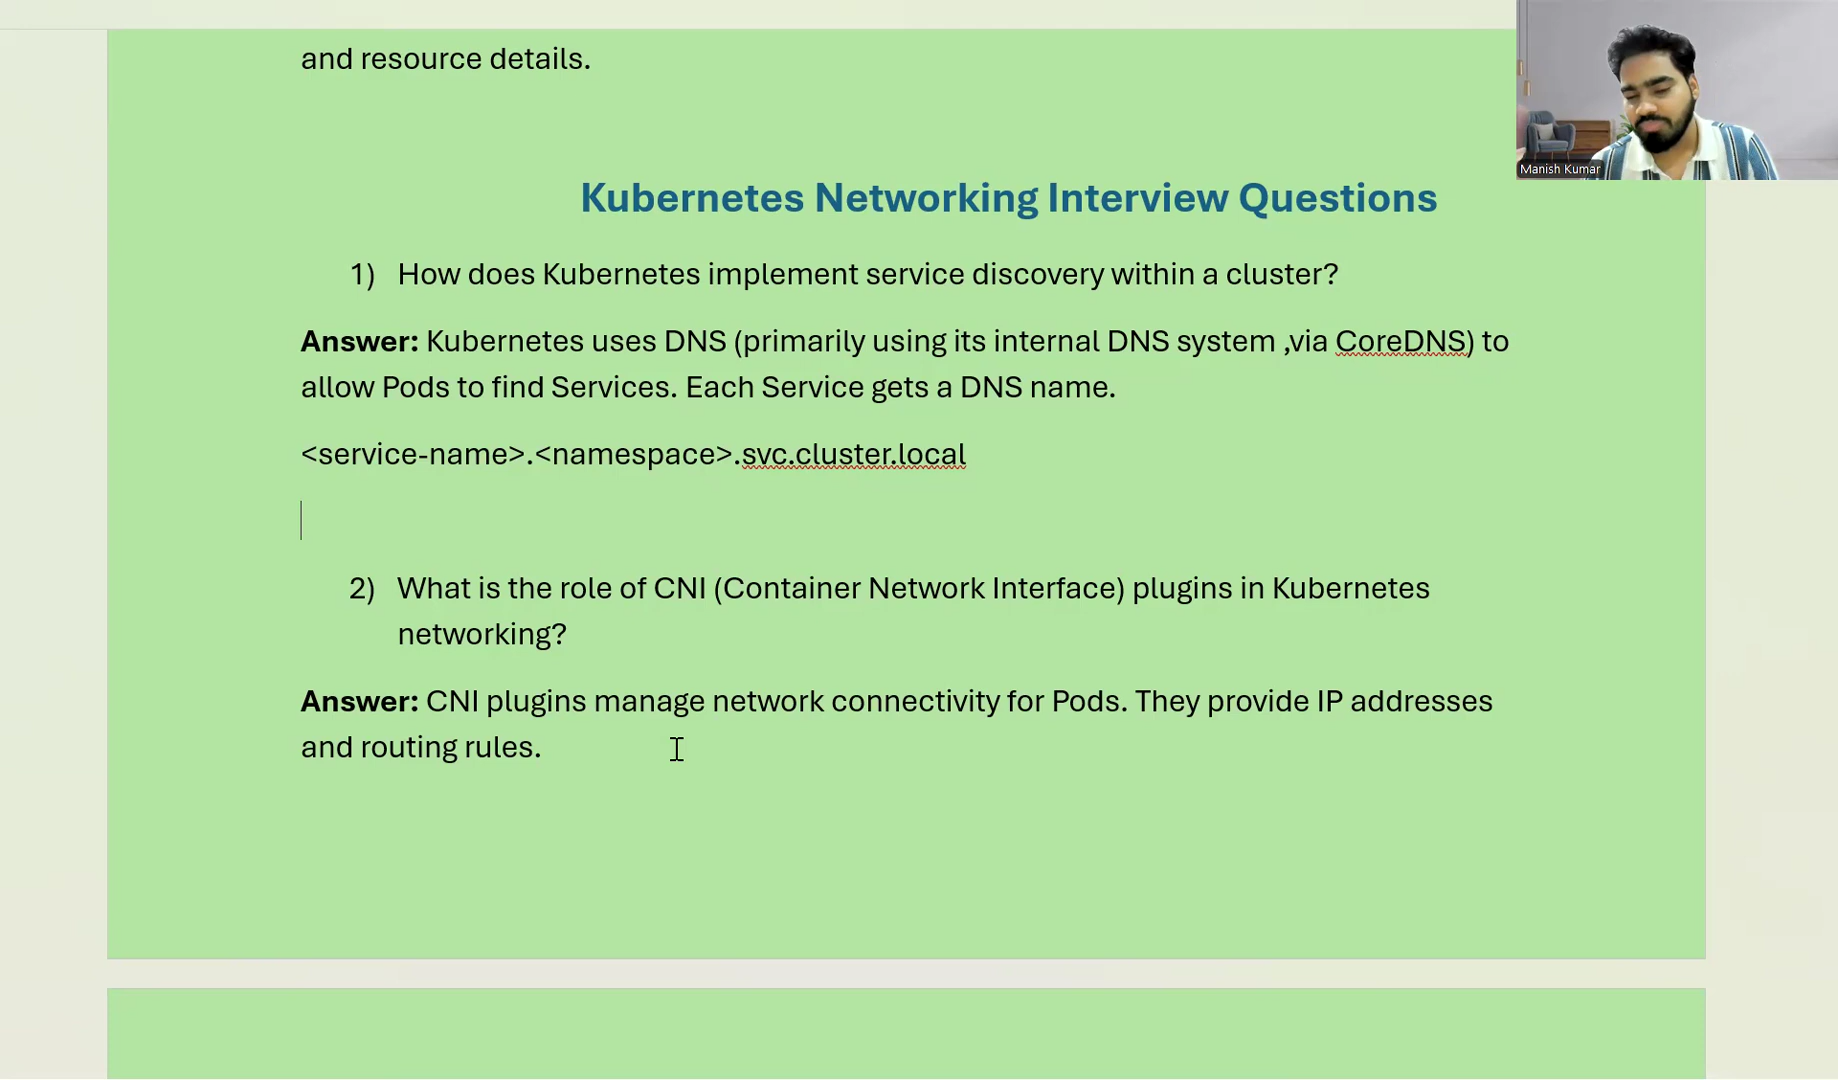 and resource details.
Manish Kumar
Kubernetes Networking Interview Questions
1) How does Kubernetes implement service discovery within a cluster?
Answer: Kubernetes uses DNS (primarily using its internal DNS system ,via CoreDNS) to
allow Pods to find Services. Each Service gets a DNS name.
<service-name>.<namespace>.svc.cluster.local
2) What is the role of CNI (Container Network Interface) plugins in Kubernetes
networking?
Answer: CNI plugins manage network connectivity for Pods. They provide IP addresses
and routing rules.